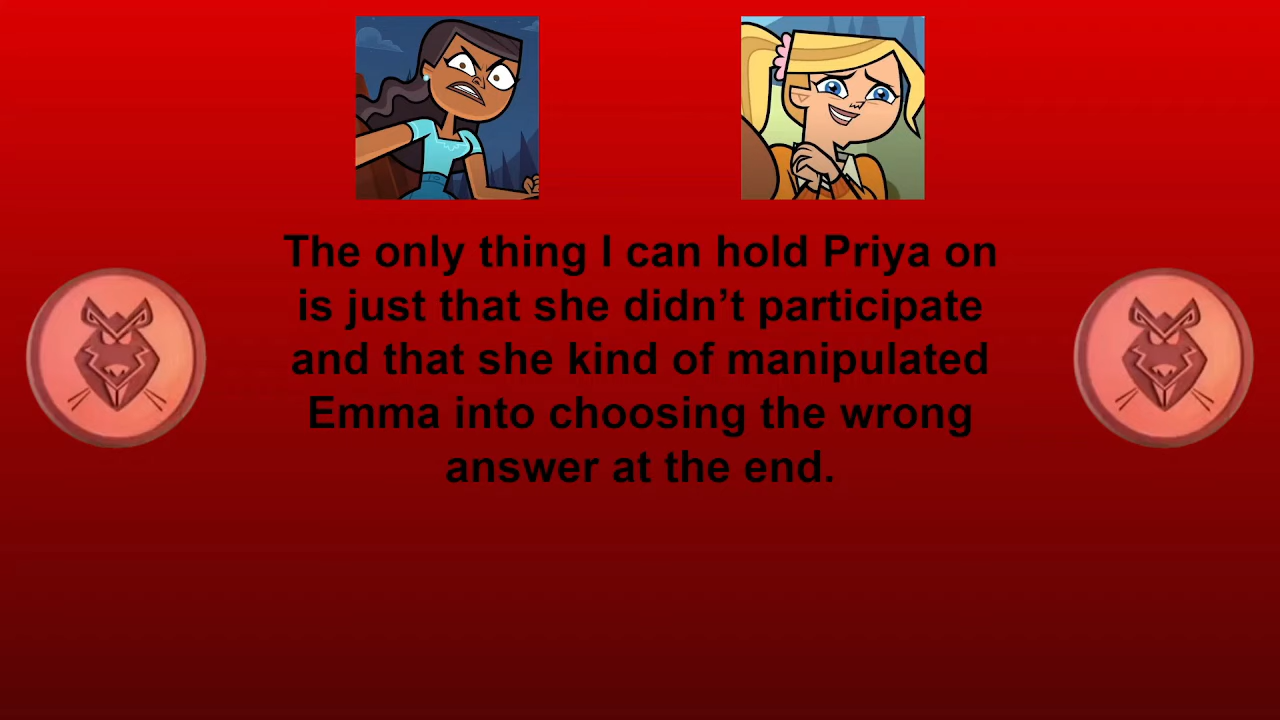 The only thing I can hold Priya on
is just that she didn’t participate
and that she kind of manipulated
Emma into choosing the wrong
answer at the end.